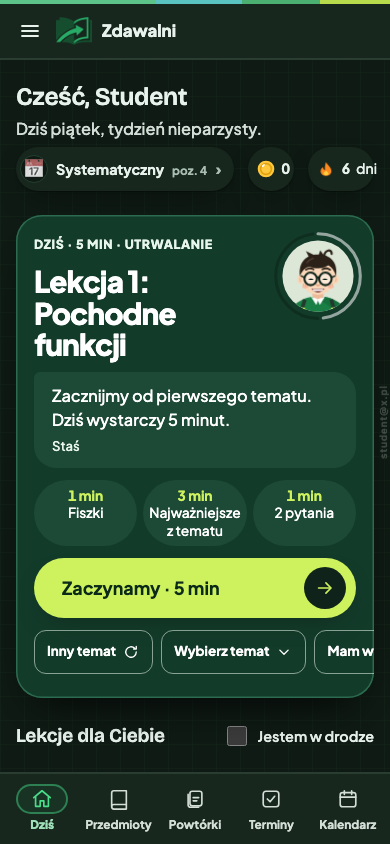 Zdawalni
Cześć, Student
Dziś piątek, tydzień nieparzysty.
17 Systematyczny poz. 4 › 0 6 dni
DZIŚ · 5 MIN · UTRWALANIE
Lekcja 1:
Pochodne
funkcji
Zacznijmy od pierwszego tematu.
Dziś wystarczy 5 minut.
Staś
student@x.pl
1 min
Fiszki
3 min
Najważniejsze
z tematu
1 min
2 pytania
Zaczynamy · 5 min
Inny temat
Wybierz temat
Mam w
Lekcje dla Ciebie
Jestem w drodze
Dziś
Przedmioty
Powtórki
Terminy
Kalendarz